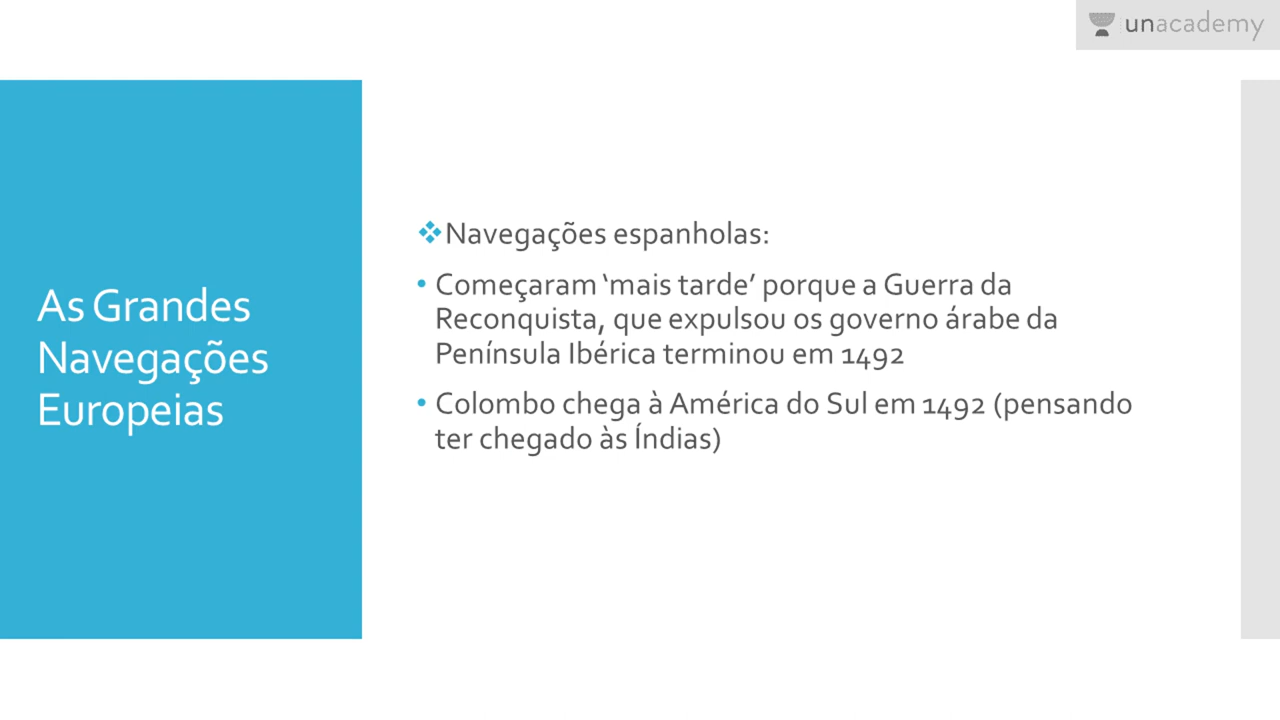 unacademy
As Grandes
Navegações
Europeias
Navegações espanholas:
Começaram ‘mais tarde’ porque a Guerra da
Reconquista, que expulsou os governo árabe da
Península Ibérica terminou em 1492
Colombo chega à América do Sul em 1492 (pensando
ter chegado às Índias)